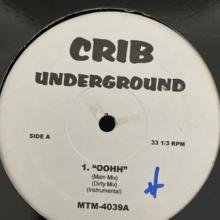 CRIB
UNDERGROUND
SIDE A
33 1/3 RPM
1. "OOHH"
(Main Mix)
(Dirty Mix)
(Instrumental)
MTM-4039A